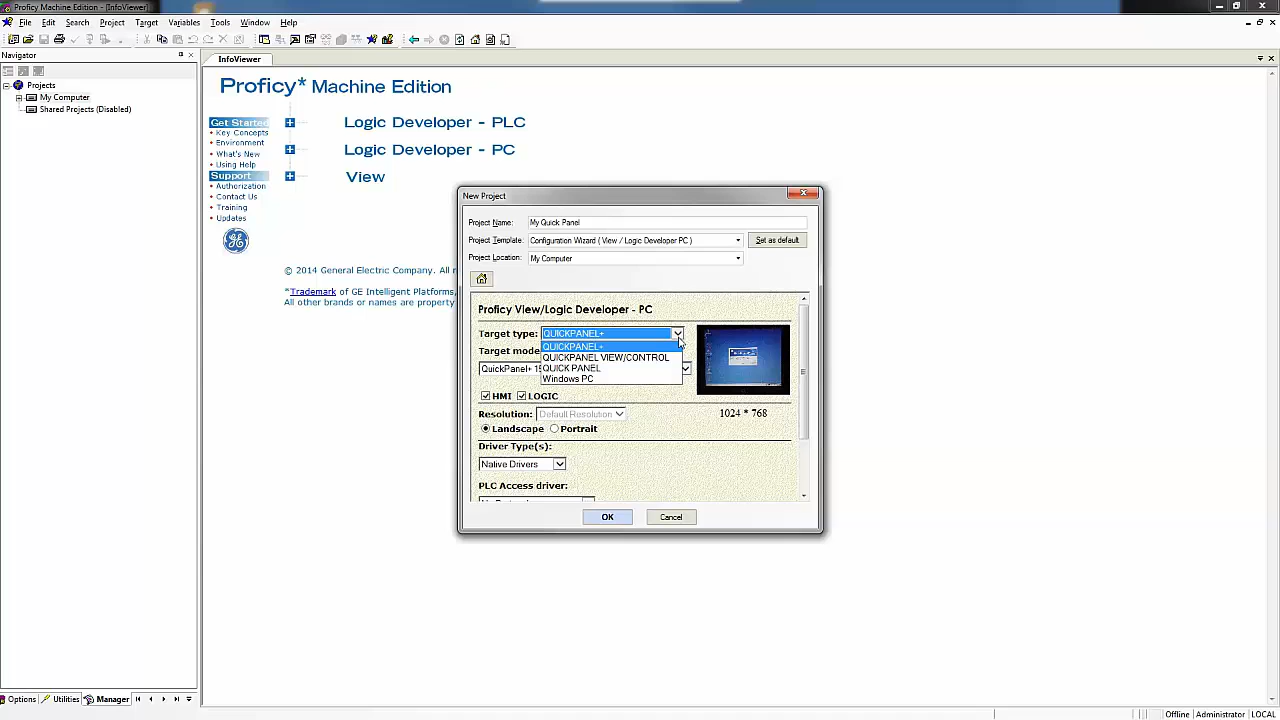 Proficy Machine Edition - [InfoViewer]
File Edit Search Project Target Variables Tools Window Help
Navigator
InfoViewer
Projects
My Computer
Shared Projects (Disabled)
Proficy* Machine Edition
Get Started
Key Concepts
Environment
What's New
Using Help
Support
Authorization
Contact Us
Training
Updates
Logic Developer - PLC
Logic Developer - PC
View
© 2014 General Electric Company. All
*Trademark of GE Intelligent Platforms,
All other brands or names are property
New Project
Project Name: My Quick Panel
Project Template: Configuration Wizard ( View / Logic Developer PC ) Set as default
Project Location: My Computer
Proficy View/Logic Developer - PC
Target type: QUICKPANEL+
QUICKPANEL+
QUICKPANEL VIEW/CONTROL
QUICK PANEL
Windows PC
Target mode
QuickPanel+ 15
HMI LOGIC
Resolution: Default Resolution 1024 * 768
Landscape Portrait
Driver Type(s):
Native Drivers
PLC Access driver:
OK Cancel
Options Utilities Manager
Offline Administrator LOCAL